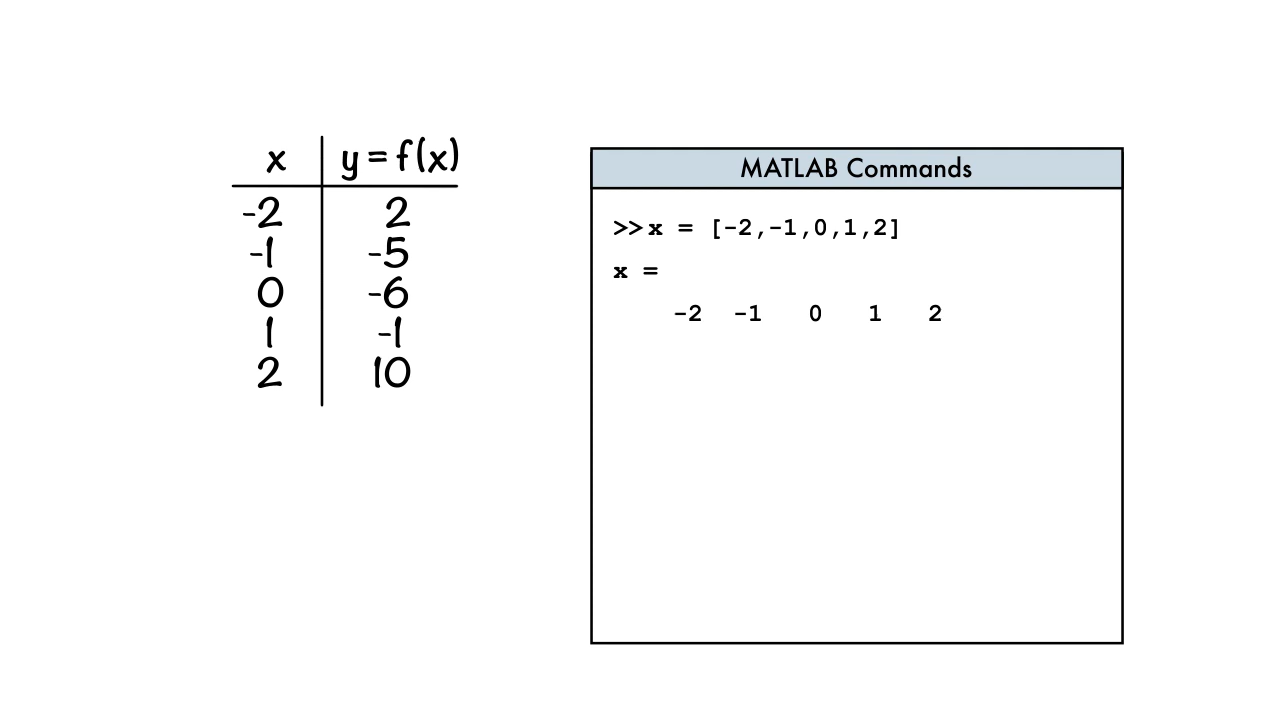 x y = f(x)
-2 2
-1 -5
0 -6
1 -1
2 10
MATLAB Commands
>>x = [-2,-1,0,1,2]
x =
-2 -1 0 1 2